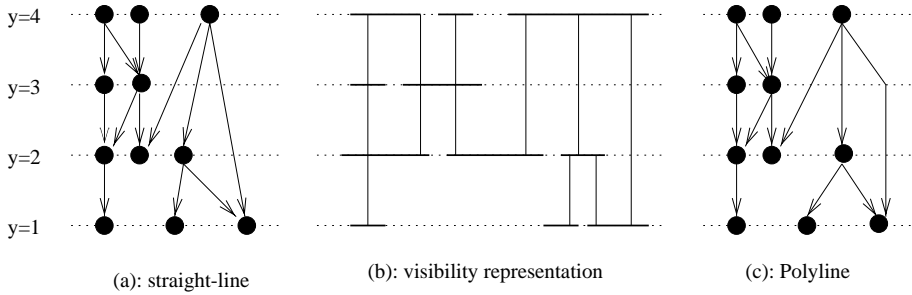 y=4
y=3
y=2
y=1
(a): straight-line
(b): visibility representation
(c): Polyline